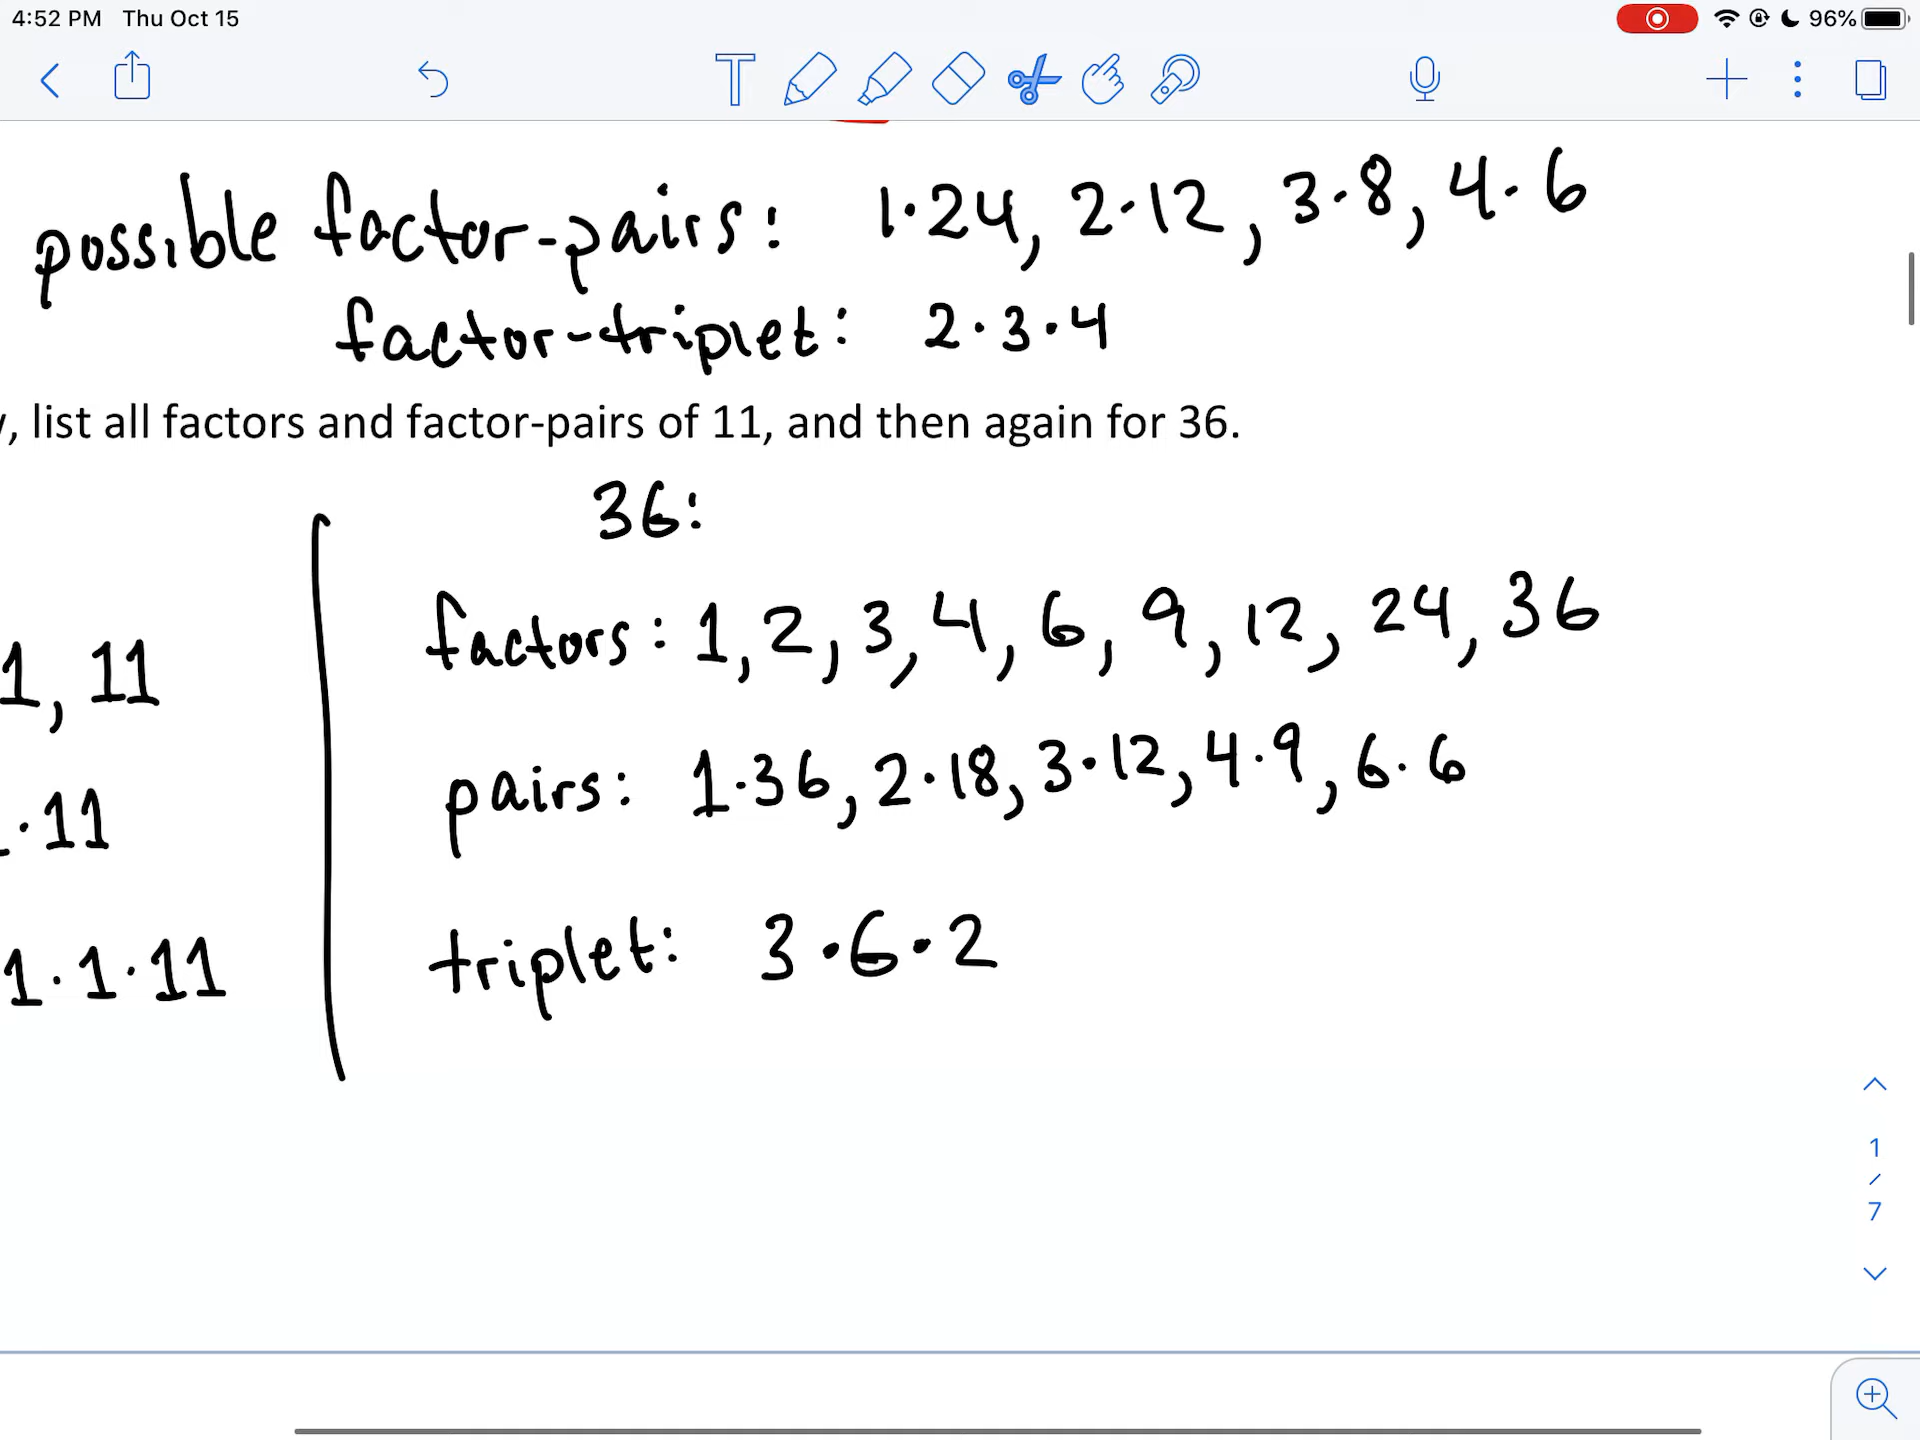 4:52 PM Thu Oct 15
96%
T
possible factor-pairs: 1·24, 2·12, 3·8, 4·6
factor-triplet: 2·3·4
, list all factors and factor-pairs of 11, and then again for 36.
36:
factors: 1, 2, 3, 4, 6, 9, 12, 24, 36
1, 11
pairs: 1·36, 2·18, 3·12, 4·9, 6·6
·11
triplet: 3·6·2
1·1·11
1
/
7